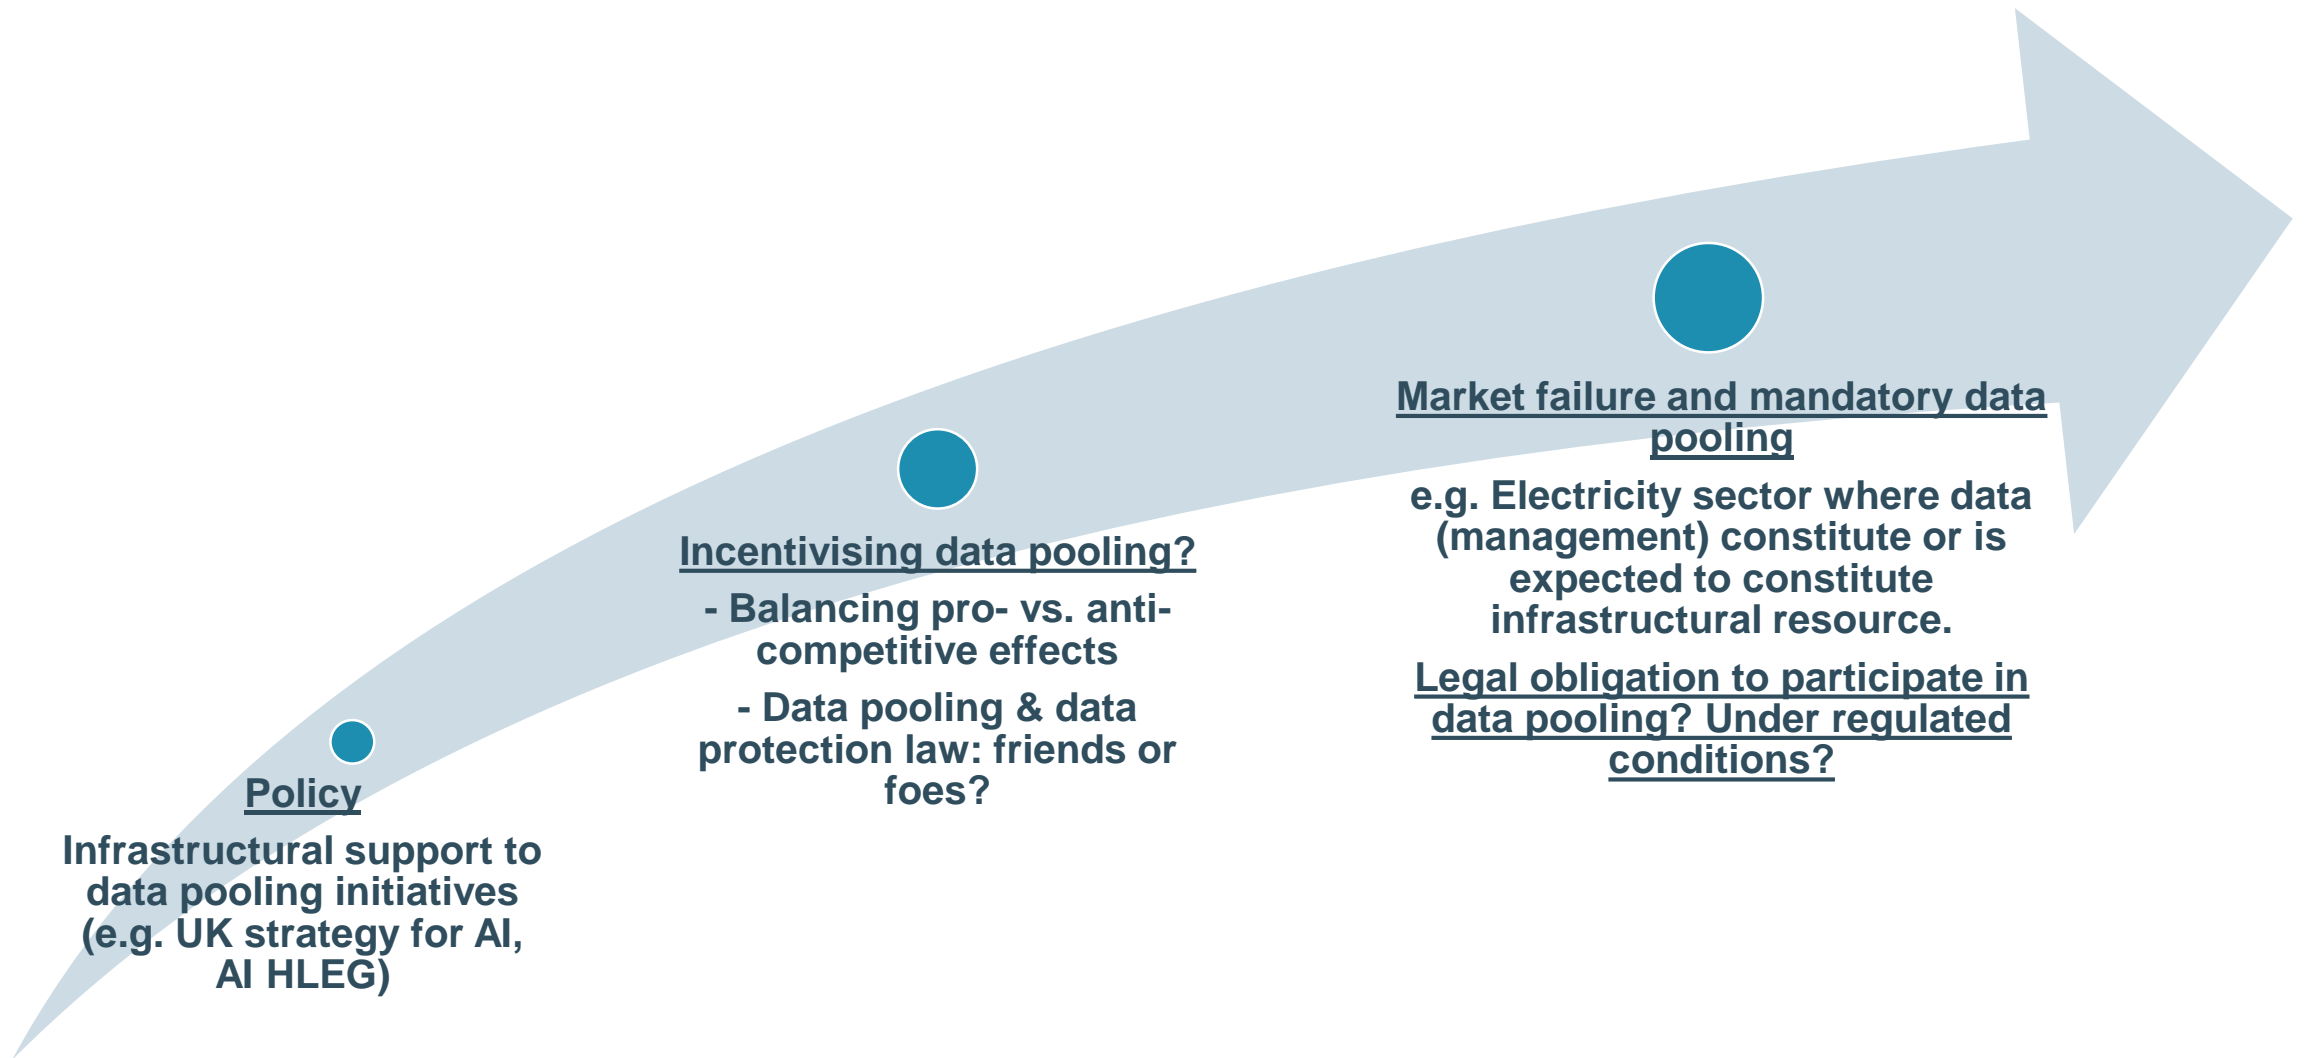 Policy
Infrastructural support to
data pooling initiatives
(e.g. UK strategy for AI,
AI HLEG)
Incentivising data pooling?
- Balancing pro- vs. anti-
competitive effects
- Data pooling & data
protection law: friends or
foes?
Market failure and mandatory data
pooling
e.g. Electricity sector where data
(management) constitute or is
expected to constitute
infrastructural resource.
Legal obligation to participate in
data pooling? Under regulated
conditions?